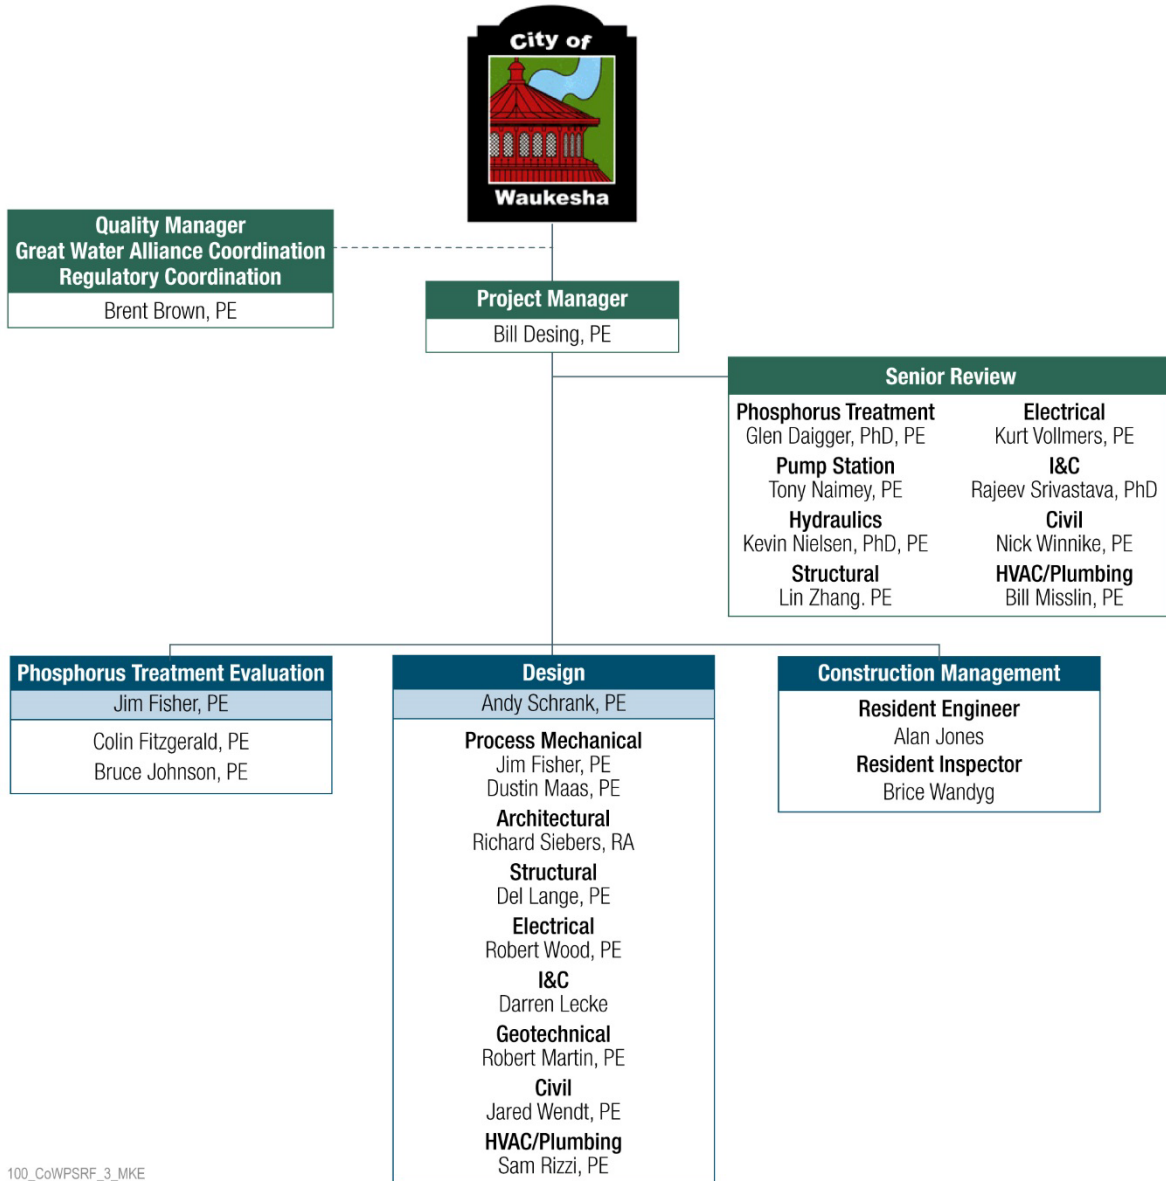 City of
Waukesha
Quality Manager
Great Water Alliance Coordination
Regulatory Coordination
Brent Brown, PE
Project Manager
Bill Desing, PE
Senior Review
Phosphorus Treatment
Glen Daigger, PhD, PE
Pump Station
Tony Naimey, PE
Hydraulics
Kevin Nielsen, PhD, PE
Structural
Lin Zhang. PE
Electrical
Kurt Vollmers, PE
I&C
Rajeev Srivastava, PhD
Civil
Nick Winnike, PE
HVAC/Plumbing
Bill Misslin, PE
Phosphorus Treatment Evaluation
Jim Fisher, PE
Colin Fitzgerald, PE
Bruce Johnson, PE
Design
Andy Schrank, PE
Process Mechanical
Jim Fisher, PE
Dustin Maas, PE
Architectural
Richard Siebers, RA
Structural
Del Lange, PE
Electrical
Robert Wood, PE
I&C
Darren Lecke
Geotechnical
Robert Martin, PE
Civil
Jared Wendt, PE
HVAC/Plumbing
Sam Rizzi, PE
Construction Management
Resident Engineer
Alan Jones
Resident Inspector
Brice Wandyg
100_CoWPSRF_3_MKE